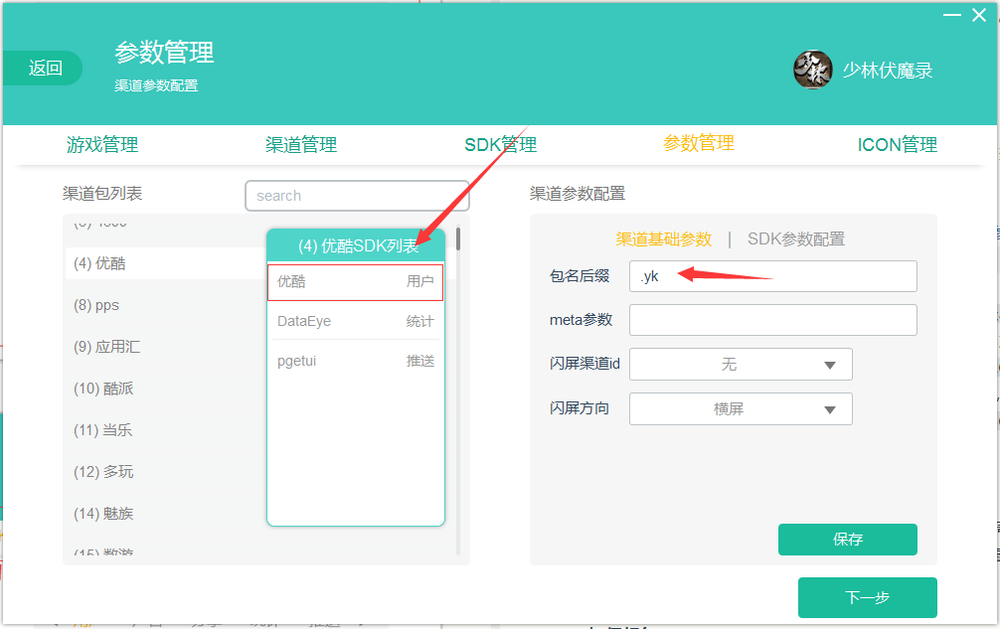 返回
参数管理
渠道参数配置
少林
少林伏魔录
游戏管理
渠道管理
SDK管理
参数管理
ICON管理
渠道包列表
search
(4) 优酷
(8) pps
(9) 应用汇
(10) 酷派
(11) 当乐
(12) 多玩
(14) 魅族
(15) 数游
(4) 优酷SDK列表
优酷 用户
DataEye 统计
pgetui 推送
渠道参数配置
渠道基础参数 | SDK参数配置
包名后缀 .yk
meta参数
闪屏渠道id 无
闪屏方向 横屏
保存
下一步